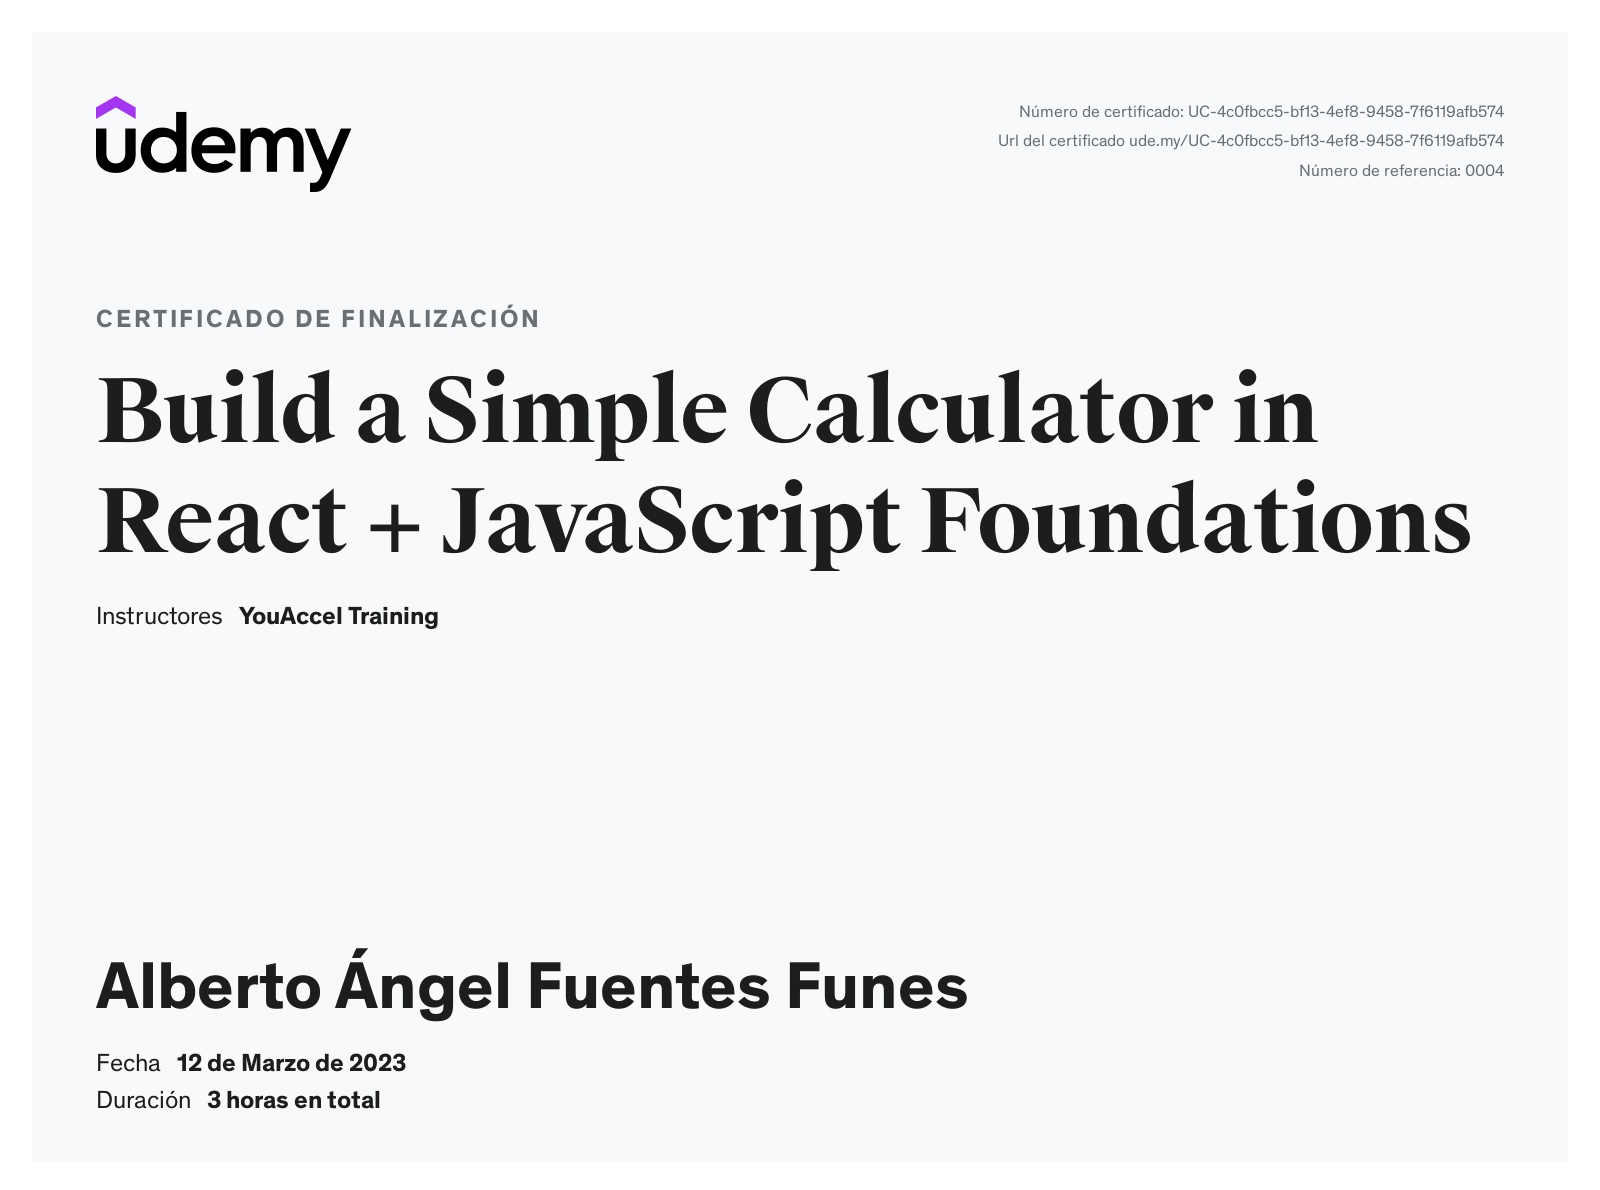 udemy
Número de certificado: UC-4c0fbcc5-bf13-4ef8-9458-7f6119afb574
Url del certificado ude.my/UC-4c0fbcc5-bf13-4ef8-9458-7f6119afb574
Número de referencia: 0004
CERTIFICADO DE FINALIZACIÓN
Build a Simple Calculator in
React + JavaScript Foundations
Instructores YouAccel Training
Alberto Ángel Fuentes Funes
Fecha 12 de Marzo de 2023
Duración 3 horas en total